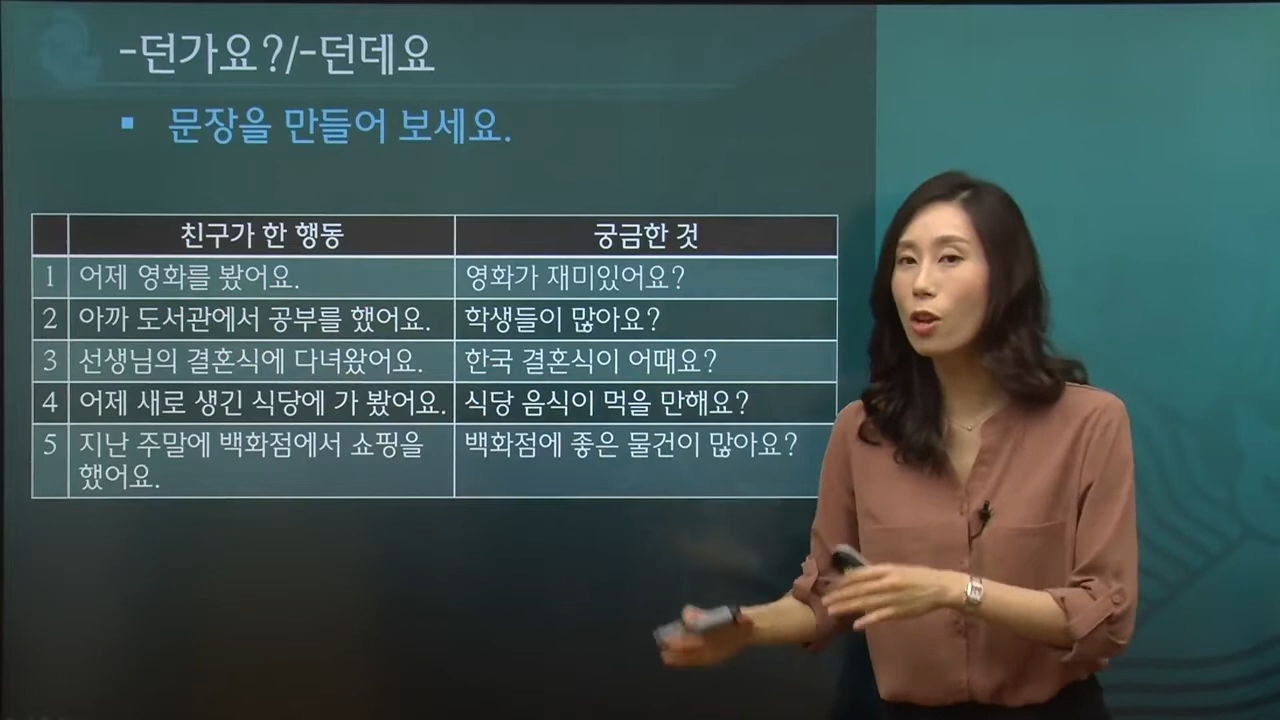 -던가요?/-던데요
▪ 문장을 만들어 보세요.
친구가 한 행동 궁금한 것
1 어제 영화를 봤어요. 영화가 재미있어요?
2 아까 도서관에서 공부를 했어요. 학생들이 많아요?
3 선생님의 결혼식에 다녀왔어요. 한국 결혼식이 어때요?
4 어제 새로 생긴 식당에 가 봤어요. 식당 음식이 먹을 만해요?
5 지난 주말에 백화점에서 쇼핑을 백화점에 좋은 물건이 많아요?
했어요.